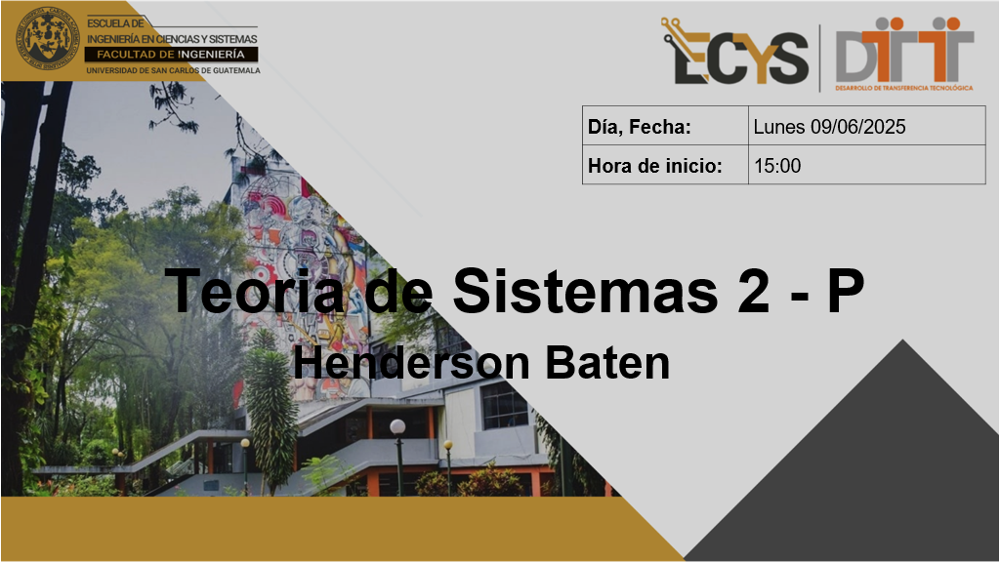 ESCUELA DE
INGENIERÍA EN CIENCIAS Y SISTEMAS
FACULTAD DE INGENIERÍA
UNIVERSIDAD DE SAN CARLOS DE GUATEMALA
ECYS
DTT
DESARROLLO DE TRANSFERENCIA TECNOLÓGICA
Día, Fecha: Lunes 09/06/2025
Hora de inicio: 15:00
Teoria de Sistemas 2 - P
Henderson Baten